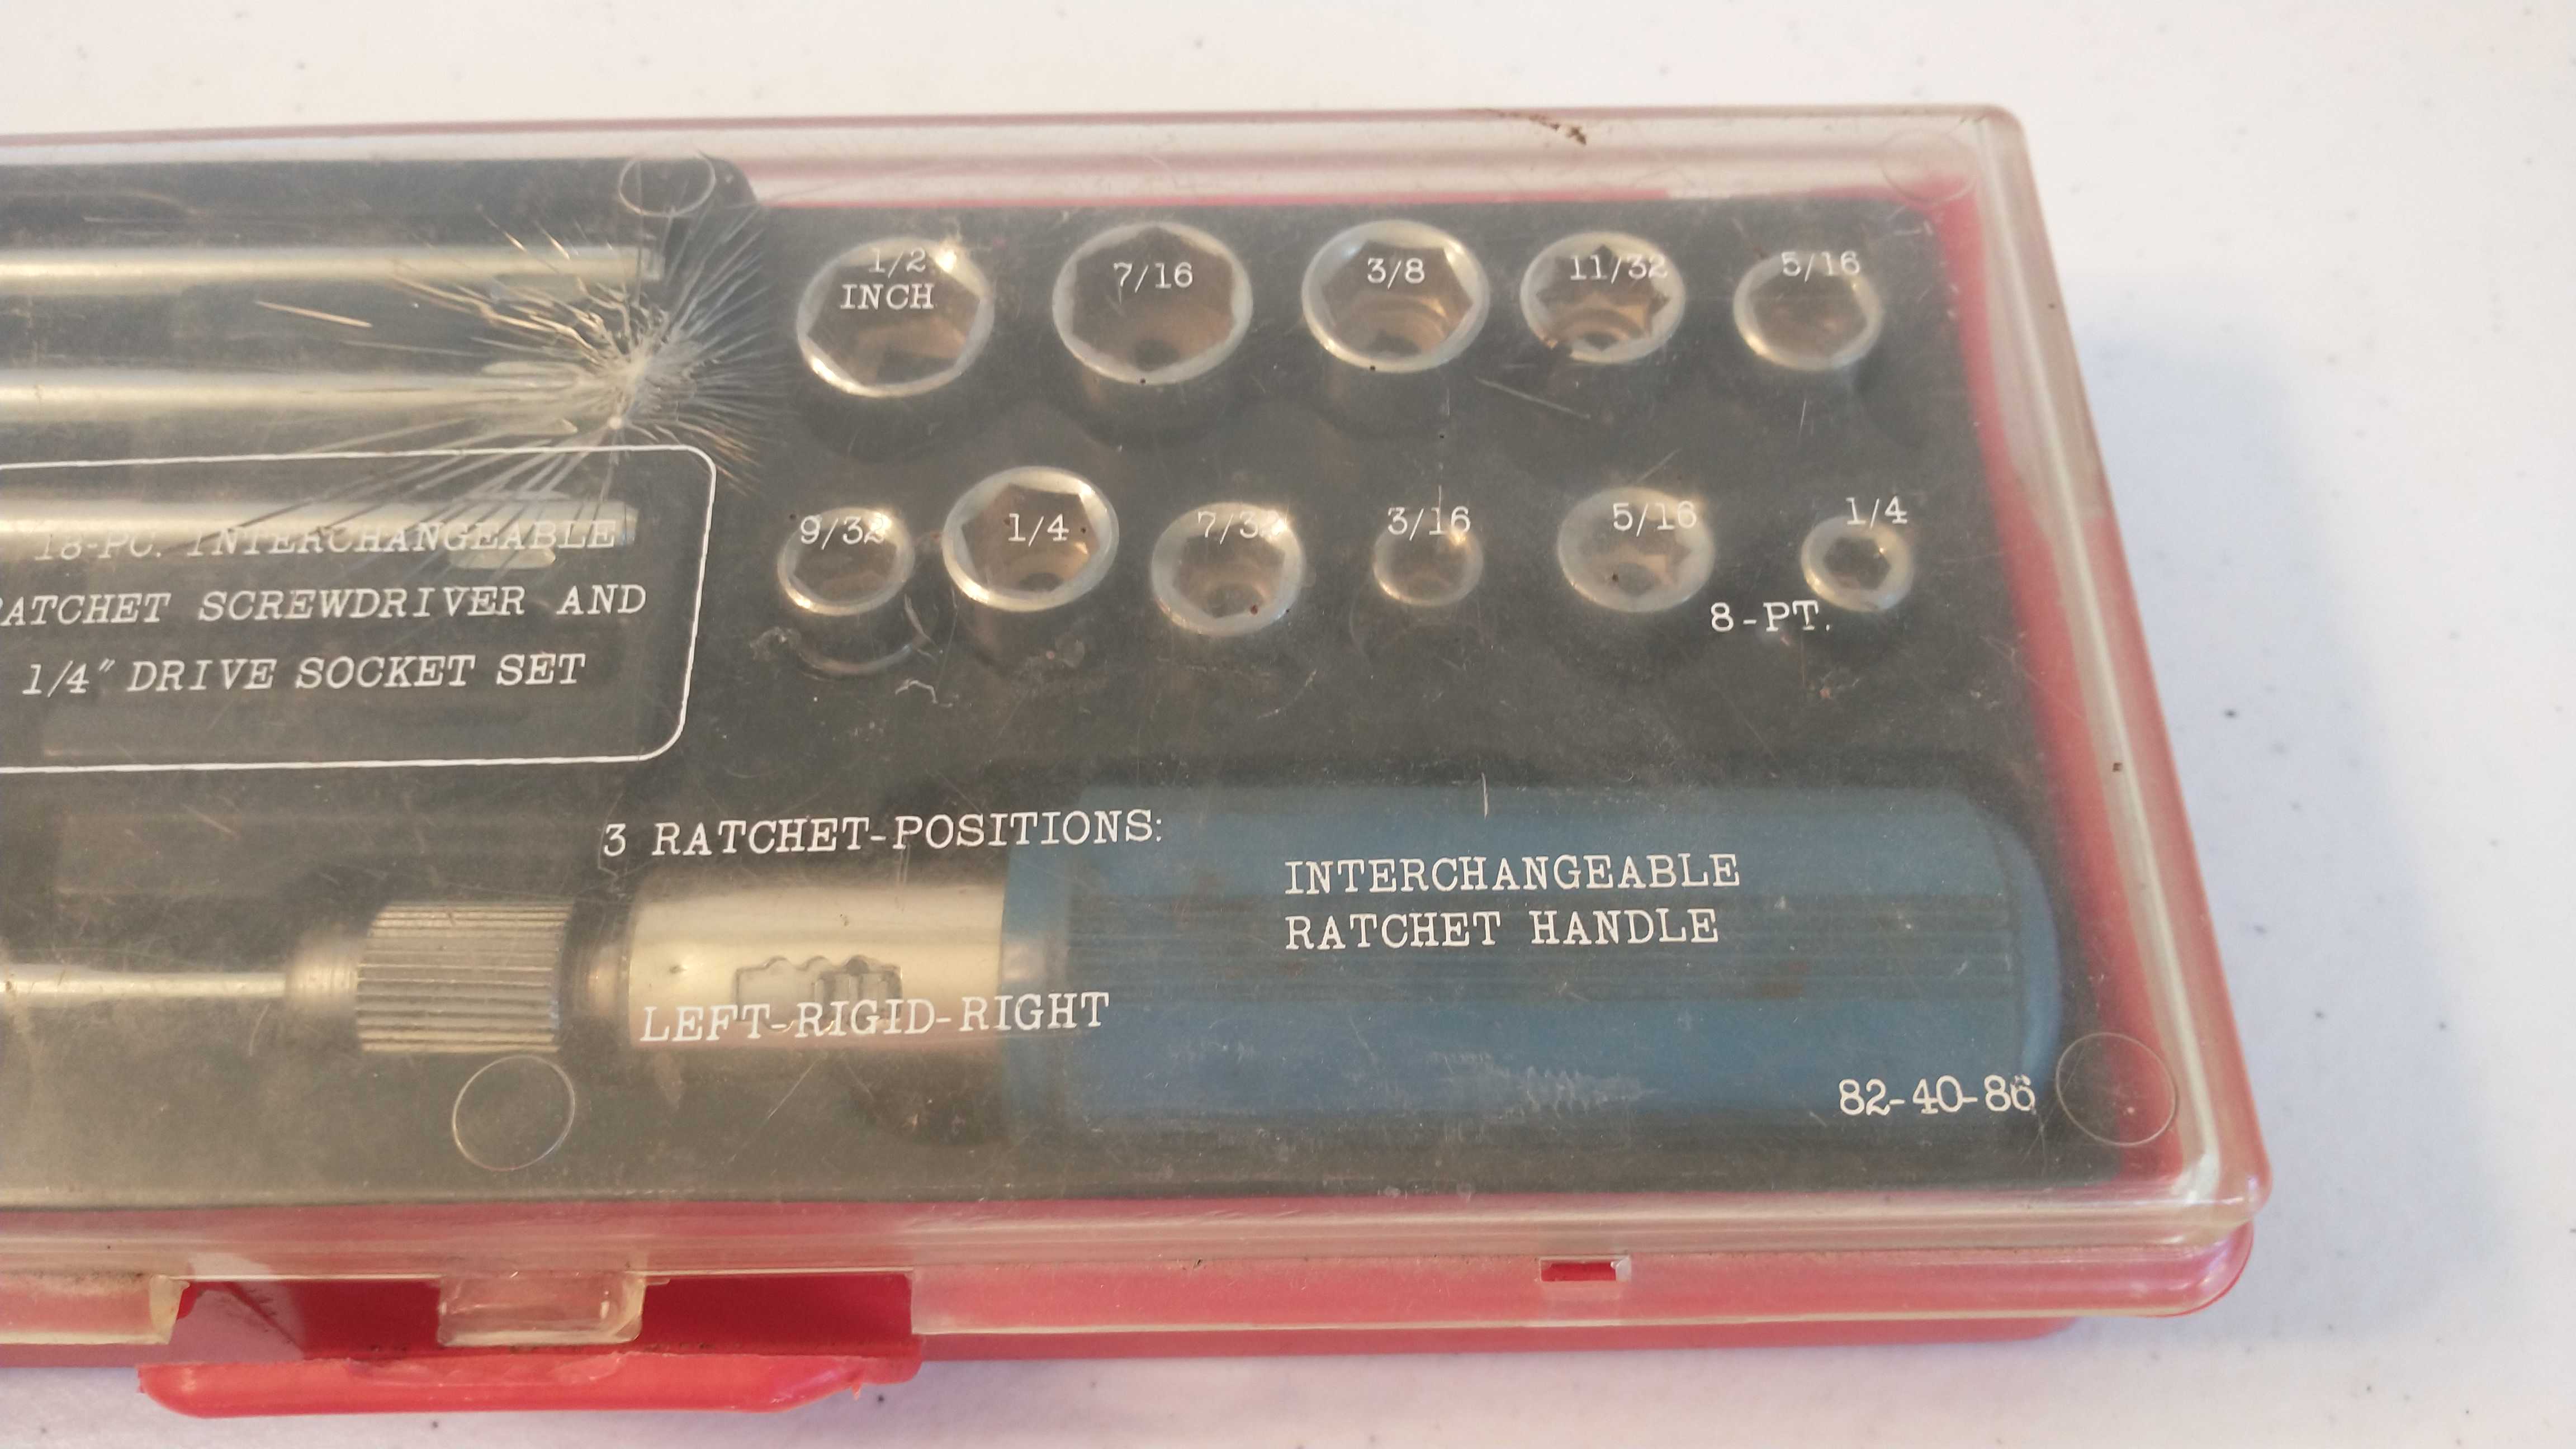 1/2 7/16 3/8 11/32 5/16
INCH
9/32 1/4 7/32 3/16 5/16 1/4
8-PT.
18-PC. INTERCHANGEABLE
RATCHET SCREWDRIVER AND
1/4" DRIVE SOCKET SET
3 RATCHET-POSITIONS:
LEFT-RIGID-RIGHT
INTERCHANGEABLE
RATCHET HANDLE
82-40-86